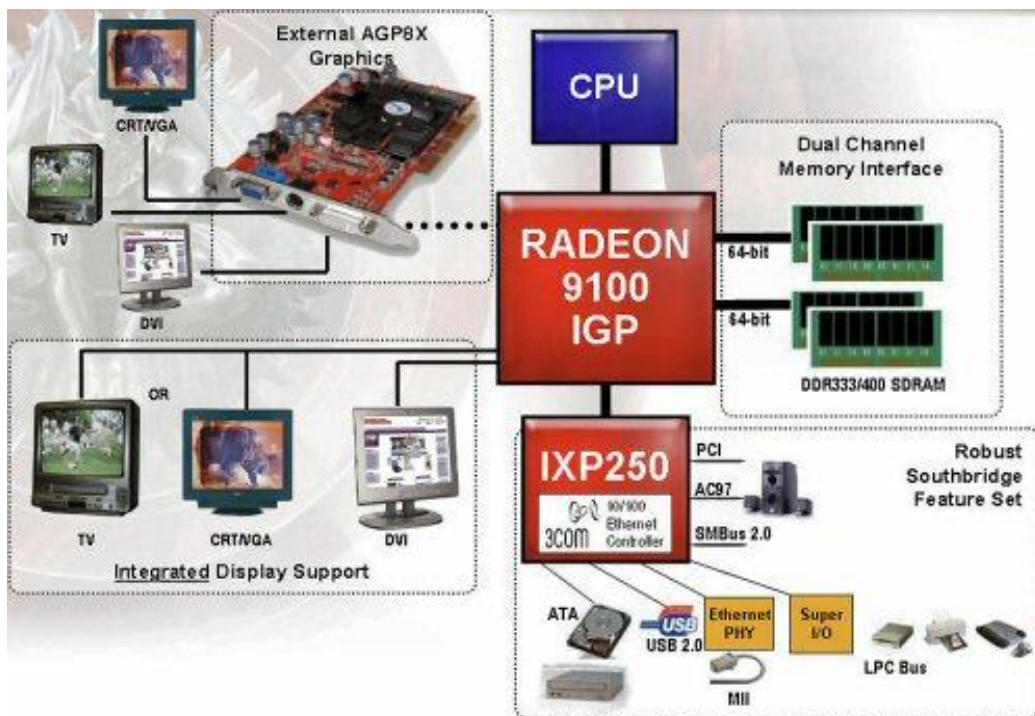 External AGP8X
Graphics
CRT/VGA
TV
DVI
CPU
Dual Channel
Memory Interface
64-bit
64-bit
DDR333/400 SDRAM
RADEON
9100
IGP
OR
TV
CRT/VGA
DVI
Integrated Display Support
IXP250
10/100
Ethernet
Controller
3COM
PCI
AC97
SMBus 2.0
Robust
Southbridge
Feature Set
ATA
USB
USB 2.0
Ethernet
PHY
MII
Super
I/O
LPC Bus